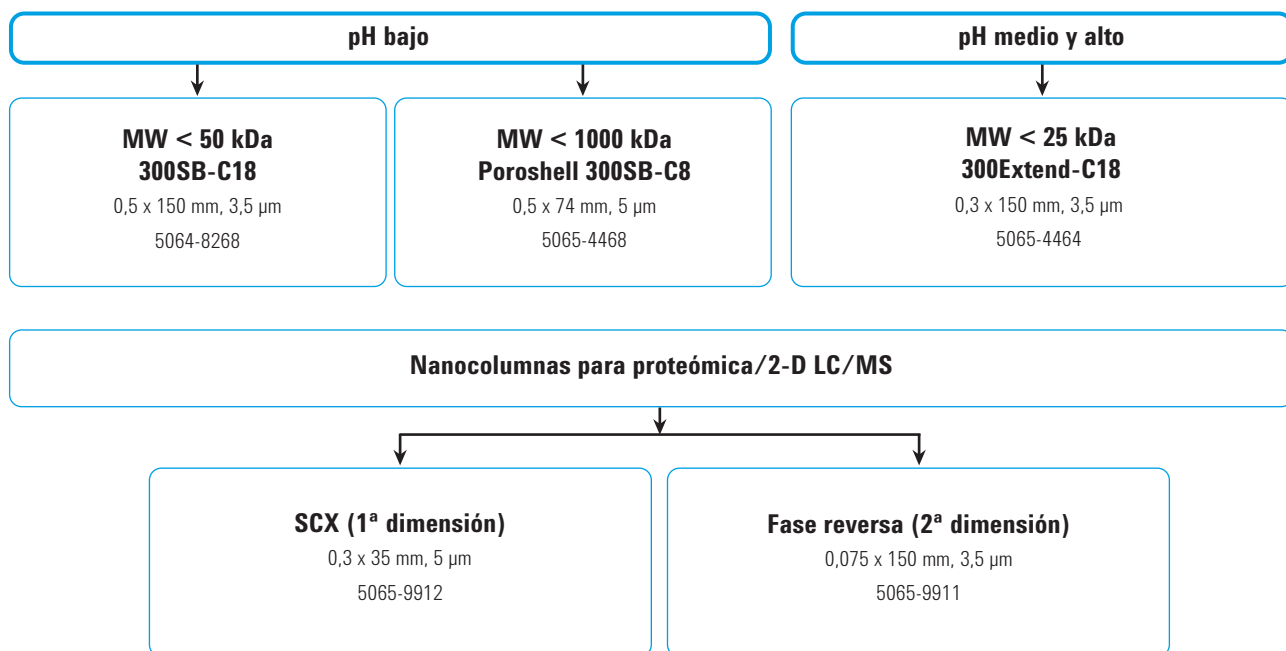 pH bajo
pH medio y alto
MW < 50 kDa
300SB-C18
0,5 x 150 mm, 3,5 µm
5064-8268
MW < 1000 kDa
Poroshell 300SB-C8
0,5 x 74 mm, 5 µm
5065-4468
MW < 25 kDa
300Extend-C18
0,3 x 150 mm, 3,5 µm
5065-4464
Nanocolumnas para proteómica/2-D LC/MS
SCX (1ª dimensión)
0,3 x 35 mm, 5 µm
5065-9912
Fase reversa (2ª dimensión)
0,075 x 150 mm, 3,5 µm
5065-9911